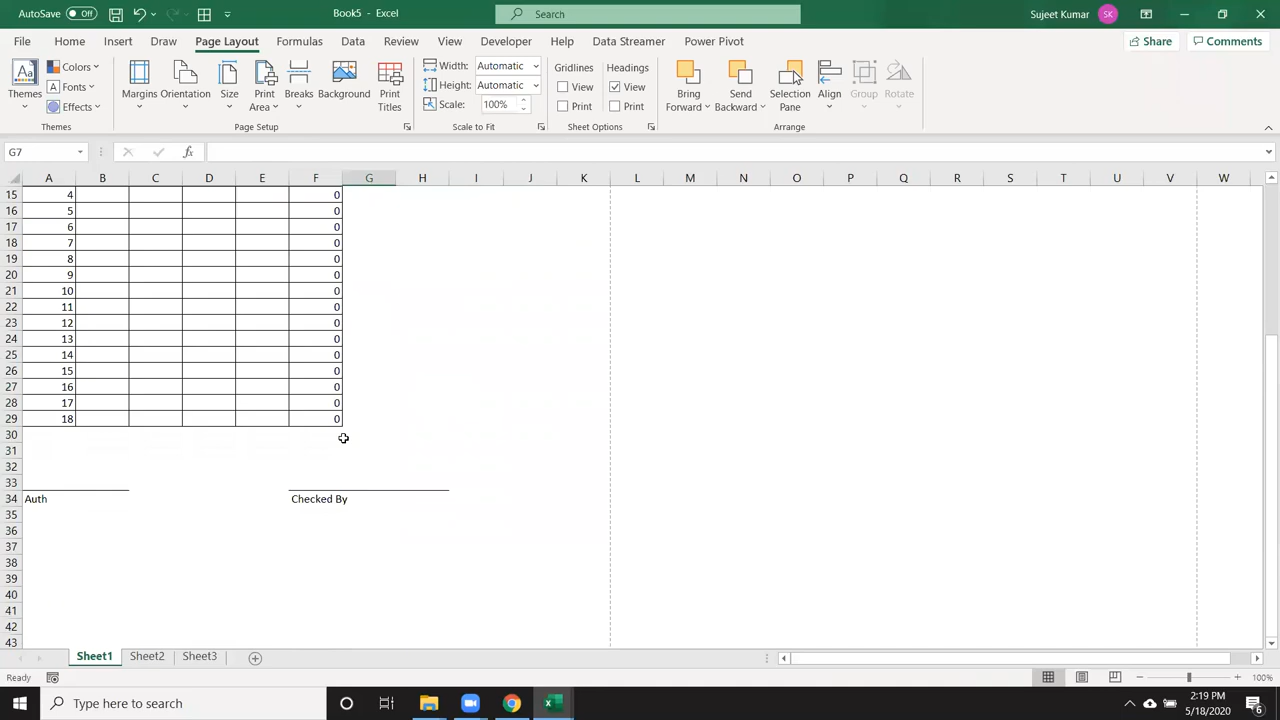 AutoSave Off Book5 - Excel Search Sujeet Kumar SK
File Home Insert Draw Page Layout Formulas Data Review View Developer Help Data Streamer Power Pivot Share Comments
Themes Colors Fonts Effects Margins Orientation Size Print Area Breaks Background Print Titles Width: Automatic Height: Automatic Scale: 100% Gridlines View Print Headings View Print Bring Forward Send Backward Selection Pane Align Group Rotate
Themes Page Setup Scale to Fit Sheet Options Arrange
G7 fx
A B C D E F G H I J K L M N O P Q R S T U V W
15 4 0
16 5 0
17 6 0
18 7 0
19 8 0
20 9 0
21 10 0
22 11 0
23 12 0
24 13 0
25 14 0
26 15 0
27 16 0
28 17 0
29 18 0
30
31
32
33
34 Auth Checked By
35
36
37
38
39
40
41
42
43
Sheet1 Sheet2 Sheet3
Ready 100%
Type here to search 2:19 PM
5/18/2020 6